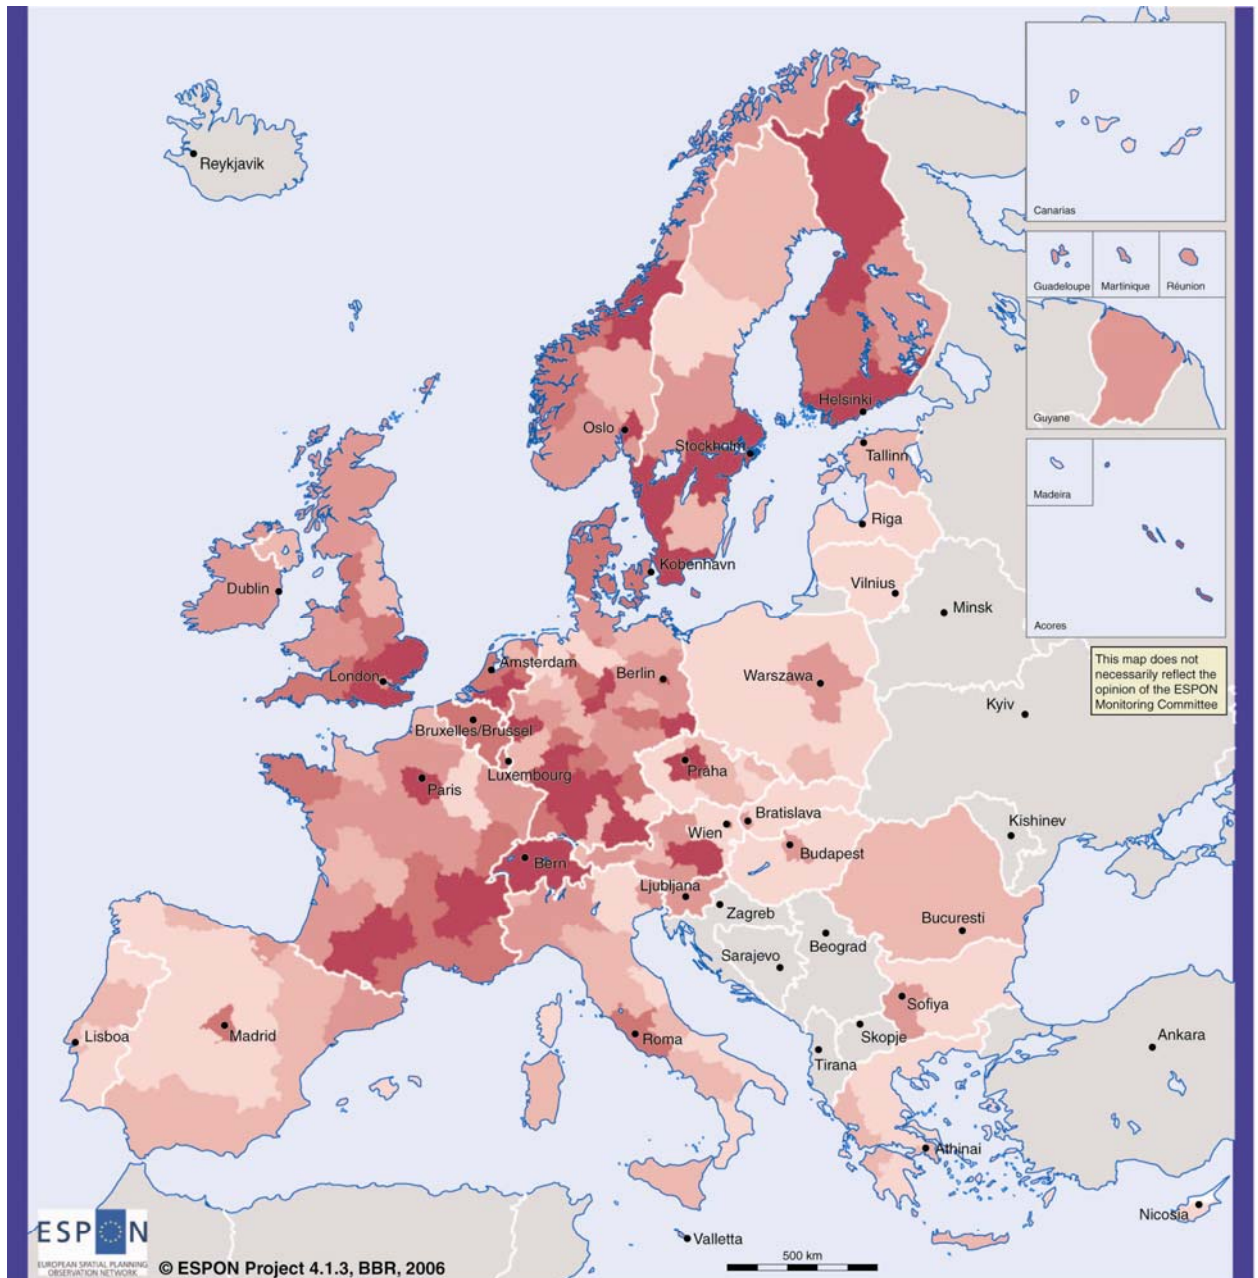 Reykjavik
Canarias
Guadeloupe
Martinique
Réunion
Guyane
Madeira
Acores
This map does not
necessarily reflect the
opinion of the ESPON
Monitoring Committee
Helsinki
Oslo
Stockholm
Tallinn
Riga
Kobenhavn
Vilnius
Minsk
Dublin
Amsterdam
London
Berlin
Warszawa
Kyiv
Bruxelles/Brüssel
Luxembourg
Praha
Paris
Bratislava
Wien
Kishinev
Budapest
Bern
Ljubljana
Zagreb
Bucuresti
Beograd
Sarajevo
Sofiya
Lisboa
Madrid
Roma
Skopje
Ankara
Tirana
Athinai
Nicosia
Valletta
500 km
ESPON
EUROPEAN SPATIAL PLANNING
OBSERVATION NETWORK
© ESPON Project 4.1.3, BBR, 2006